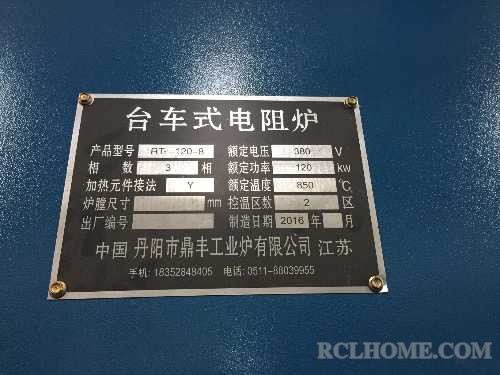 台车式电阻炉
产品型号 RT-120-8 额定电压 380 V
相数 3 相 额定功率 120 kw
加热元件接法 Y 额定温度 850 ℃
炉膛尺寸 mm 控温区数 2 区
出厂编号 制造日期 2016 年 月
中国 丹阳市鼎丰工业炉有限公司 江苏
手机: 18352848405 电话: 0511-88039955
RCLHOME.COM